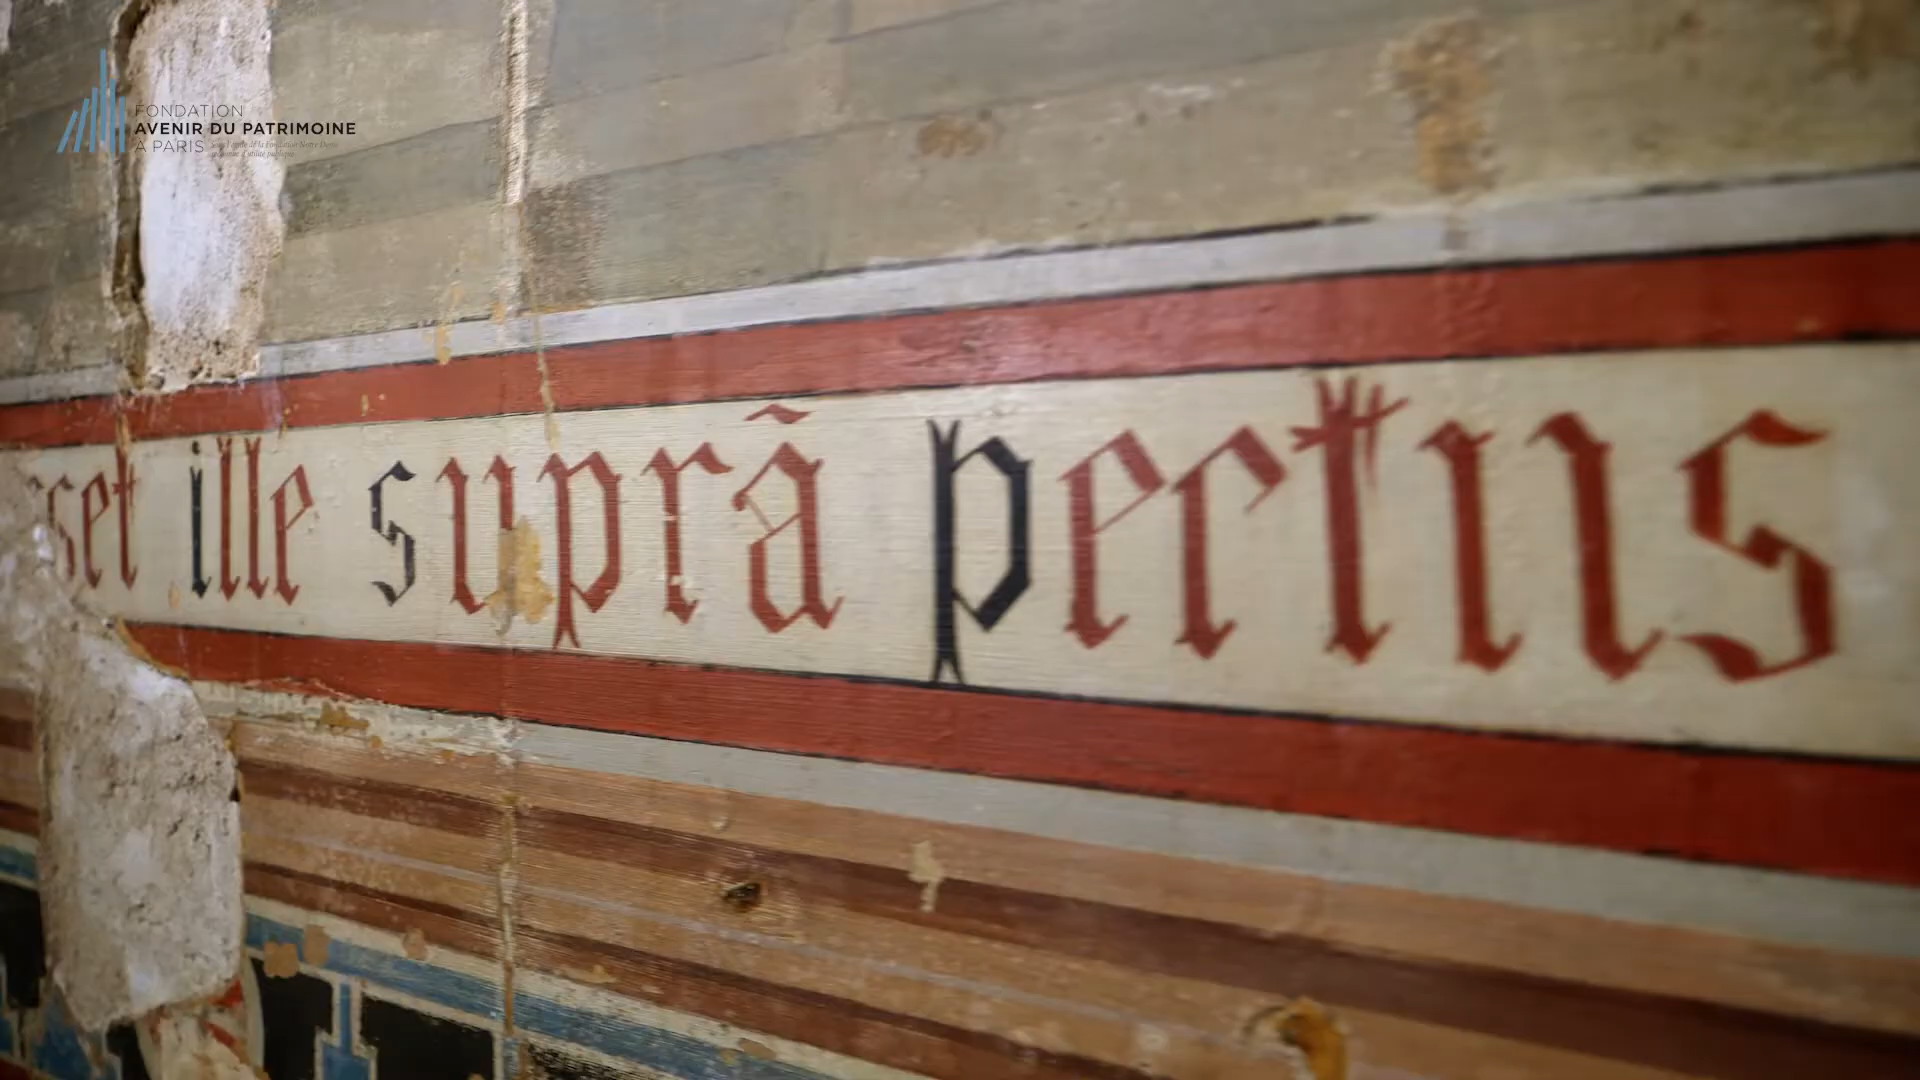 FONDATION
AVENIR DU PATRIMOINE
A PARIS
set ille suprâ pectus